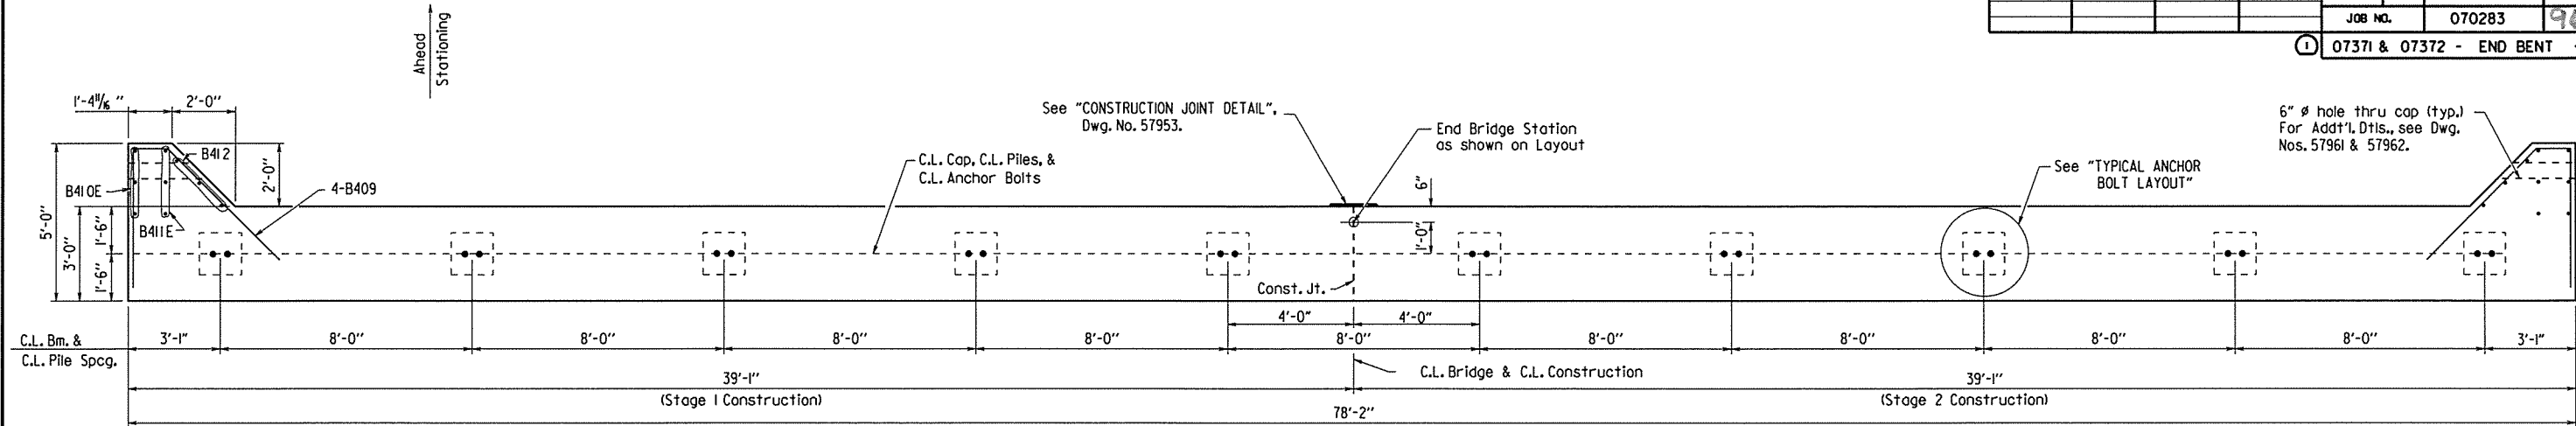 JOB NO. 070283
① 07371 & 07372 - END BENT
Ahead
Stationing
1'-4 11/16" 2'-0"
See "CONSTRUCTION JOINT DETAIL",
Dwg. No. 57953.
End Bridge Station
as shown on Layout
6" ø hole thru cap (typ.)
For Addt'l. Dtls., see Dwg.
Nos. 57961 & 57962.
B412
C.L. Cap, C.L. Piles, &
C.L. Anchor Bolts
See "TYPICAL ANCHOR
BOLT LAYOUT"
B410E
2'-0"
4-B409
6"
5'-0"
3'-0"
1'-6"
1'-6"
B411E
1'-0"
Const. Jt.
4'-0" 4'-0"
C.L. Bm. &
C.L. Pile Spcg.
3'-1" 8'-0" 8'-0" 8'-0" 8'-0" 8'-0" 8'-0" 8'-0" 8'-0" 8'-0" 3'-1"
C.L. Bridge & C.L. Construction
39'-1" 39'-1"
(Stage 1 Construction) (Stage 2 Construction)
78'-2"